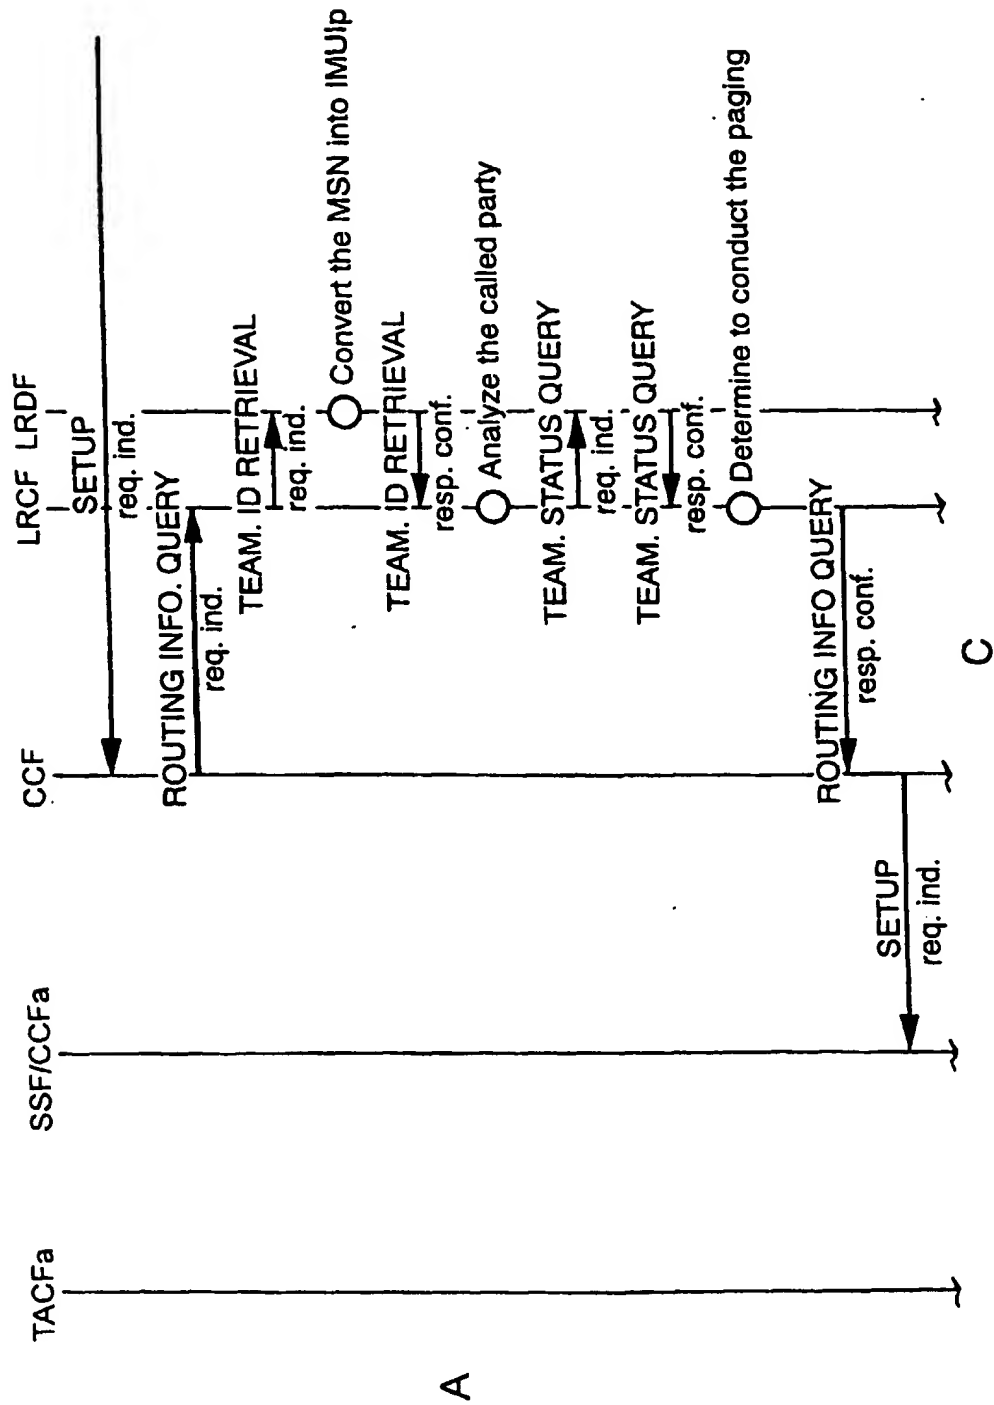 TACFa
SSF/CCFa
CCF
LRCF
LRDF
SETUP
req. ind.
ROUTING INFO. QUERY
req. ind.
TEAM. ID RETRIEVAL
req. ind.
Convert the MSN into IMUIp
TEAM. ID RETRIEVAL
resp. conf.
Analyze the called party
TEAM. STATUS QUERY
req. ind.
TEAM. STATUS QUERY
resp. conf.
Determine to conduct the paging
ROUTING INFO QUERY
resp. conf.
SETUP
req. ind.
A
C